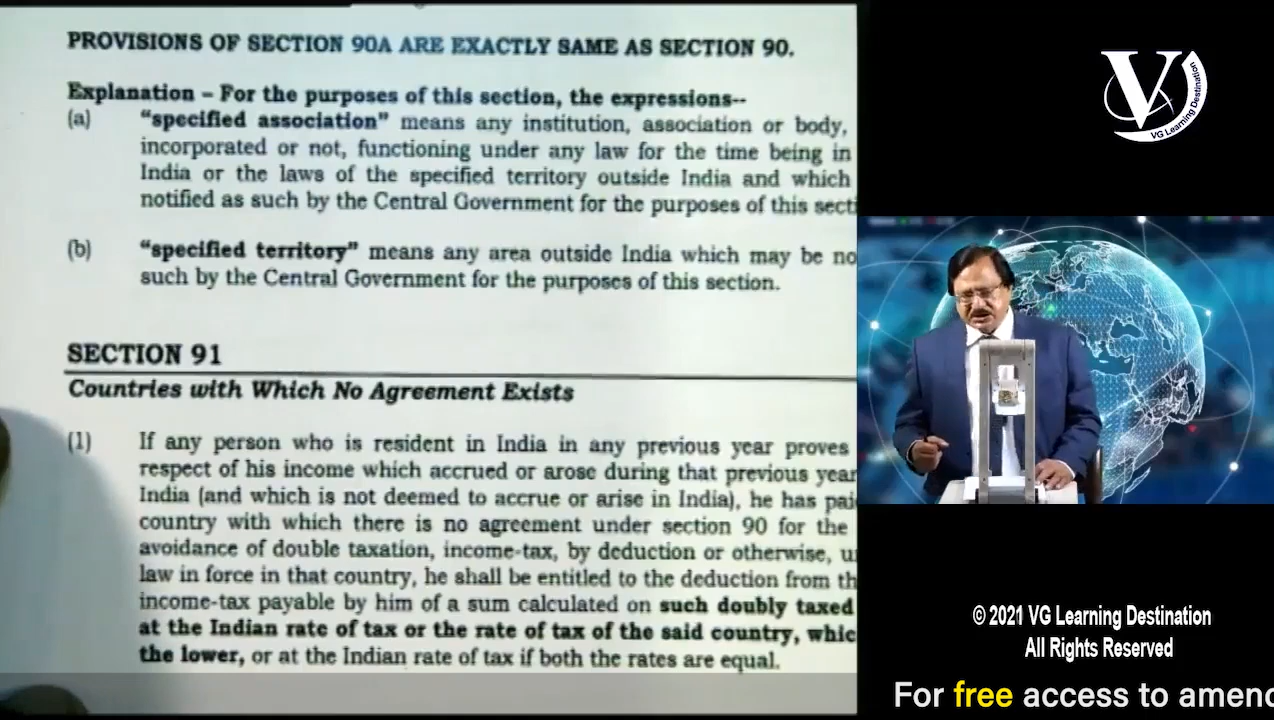 PROVISIONS OF SECTION 90A ARE EXACTLY SAME AS SECTION 90.
Explanation – For the purposes of this section, the expressions--
(a) “specified association” means any institution, association or body,
incorporated or not, functioning under any law for the time being in
India or the laws of the specified territory outside India and which
notified as such by the Central Government for the purposes of this secti
(b) “specified territory” means any area outside India which may be no
such by the Central Government for the purposes of this section.
SECTION 91
Countries with Which No Agreement Exists
(1) If any person who is resident in India in any previous year proves
respect of his income which accrued or arose during that previous year
India (and which is not deemed to accrue or arise in India), he has pai
country with which there is no agreement under section 90 for the
avoidance of double taxation, income-tax, by deduction or otherwise, u
law in force in that country, he shall be entitled to the deduction from th
income-tax payable by him of a sum calculated on such doubly taxed
at the Indian rate of tax or the rate of tax of the said country, whic
the lower, or at the Indian rate of tax if both the rates are equal.
V
VG Learning Destination
© 2021 VG Learning Destination
All Rights Reserved
For free access to amend